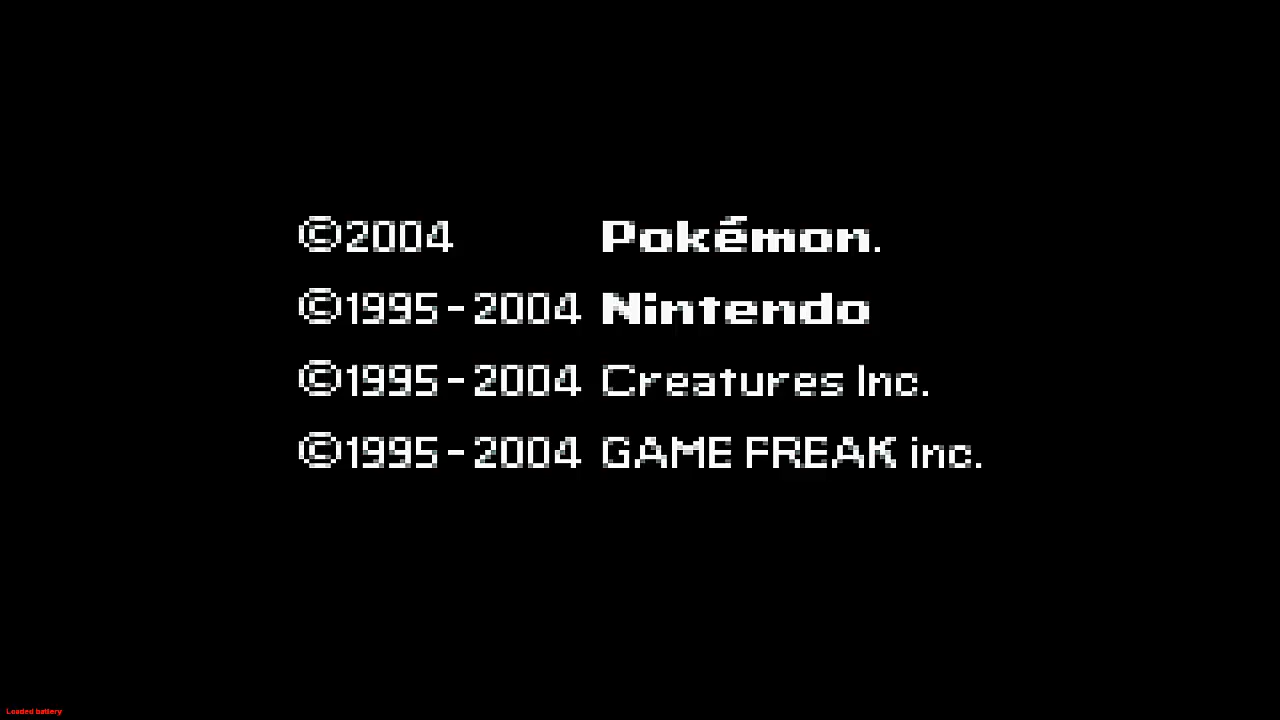 ©2004 Pokémon.
©1995-2004 Nintendo
©1995-2004 Creatures Inc.
©1995-2004 GAME FREAK inc.
Loaded battery